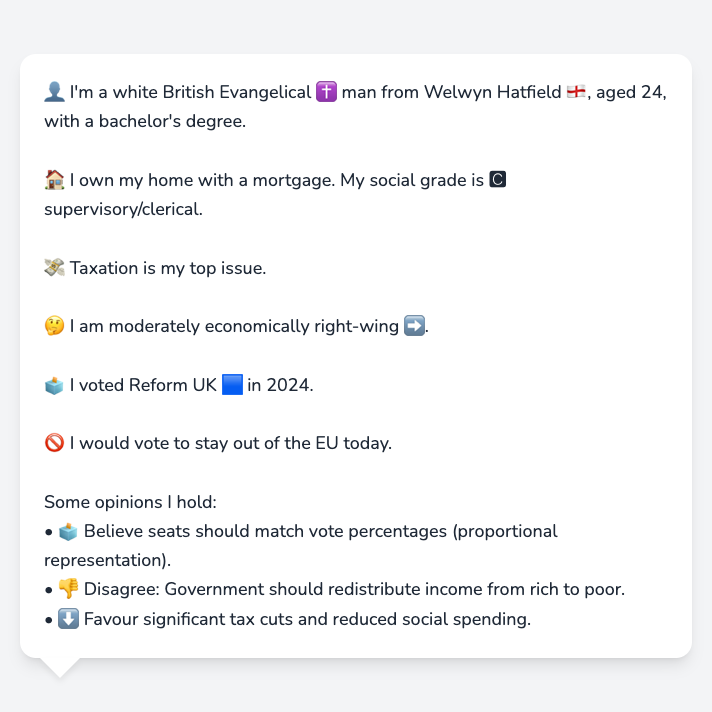 👤 I'm a white British Evangelical ✝️ man from Welwyn Hatfield 🏴󠁧󠁢󠁥󠁮󠁧󠁿, aged 24,
with a bachelor's degree.
🏠 I own my home with a mortgage. My social grade is 🅲
supervisory/clerical.
💸 Taxation is my top issue.
🤔 I am moderately economically right-wing ➡️.
🗳️ I voted Reform UK 🟦 in 2024.
🚫 I would vote to stay out of the EU today.
Some opinions I hold:
• 🗳️ Believe seats should match vote percentages (proportional
representation).
• 👎 Disagree: Government should redistribute income from rich to poor.
• ⬇️ Favour significant tax cuts and reduced social spending.